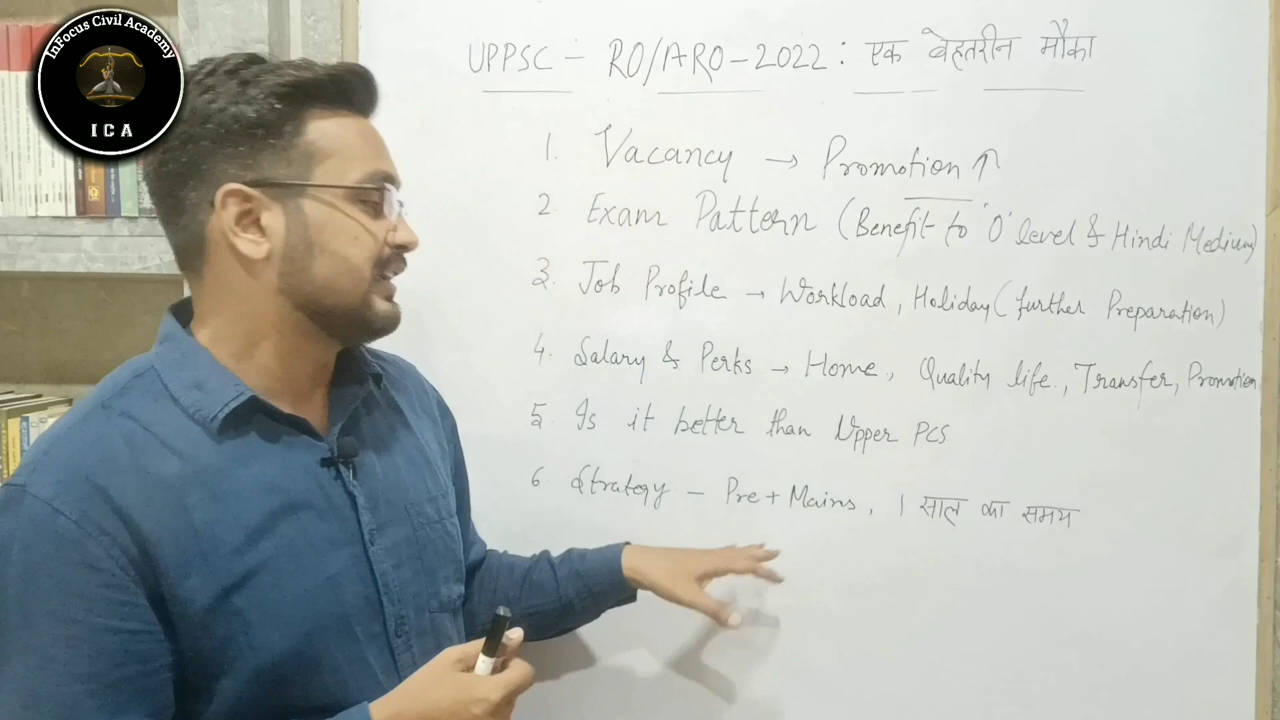 InFocus Civil Academy
ICA
UPPSC - RO/ARO-2022: एक बेहतरीन मौका
1. Vacancy → Promotion ↑
2. Exam Pattern (Benefit to 'O' level & Hindi Medium)
3. Job Profile → Workload, Holiday (further Preparation)
4. Salary & Perks → Home, Quality life., Transfer, Promotion
5. Is it better than Upper PCS
6. Strategy - Pre + Mains, 1 साल का समय